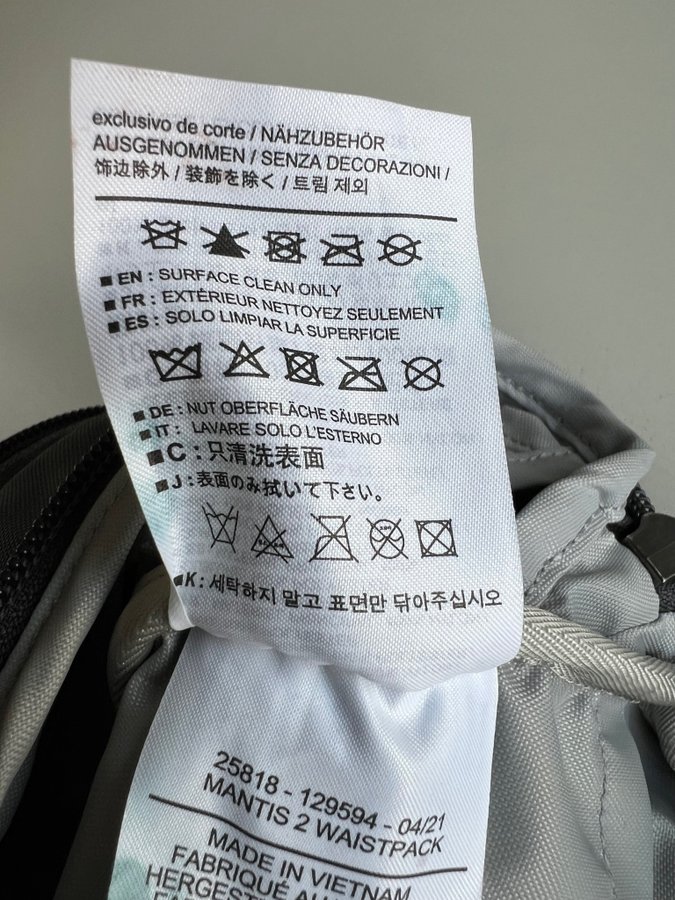 exclusivo de corte / NÄHZUBEHÖR
AUSGENOMMEN / SENZA DECORAZIONI /
饰边除外 / 装飾を除く / 트림 제외
■ EN : SURFACE CLEAN ONLY
■ FR : EXTÉRIEUR NETTOYEZ SEULEMENT
■ ES : SOLO LIMPIAR LA SUPERFICIE
■ DE : NUT OBERFLÄCHE SÄUBERN
■ IT : LAVARE SOLO L'ESTERNO
■ C : 只清洗表面
■ J : 表面のみ拭いて下さい。
■ K : 세탁하지 말고 표면만 닦아주십시오
25818 - 129594 - 04/21
MANTIS 2 WAISTPACK
MADE IN VIETNAM
FABRIQUÉ AU